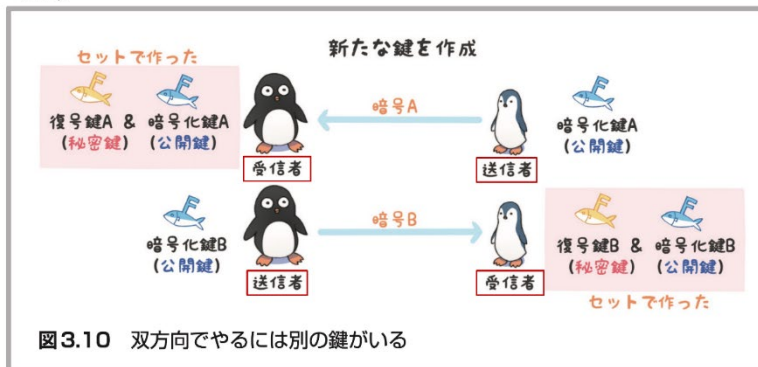 新たな鍵を作成
セットで作った
復号鍵A & 暗号化鍵A
(秘密鍵) (公開鍵)
受信者
暗号A
送信者
暗号化鍵A
(公開鍵)
暗号化鍵B
(公開鍵)
送信者
暗号B
受信者
復号鍵B & 暗号化鍵B
(秘密鍵) (公開鍵)
セットで作った
図3.10 双方向でやるには別の鍵がいる